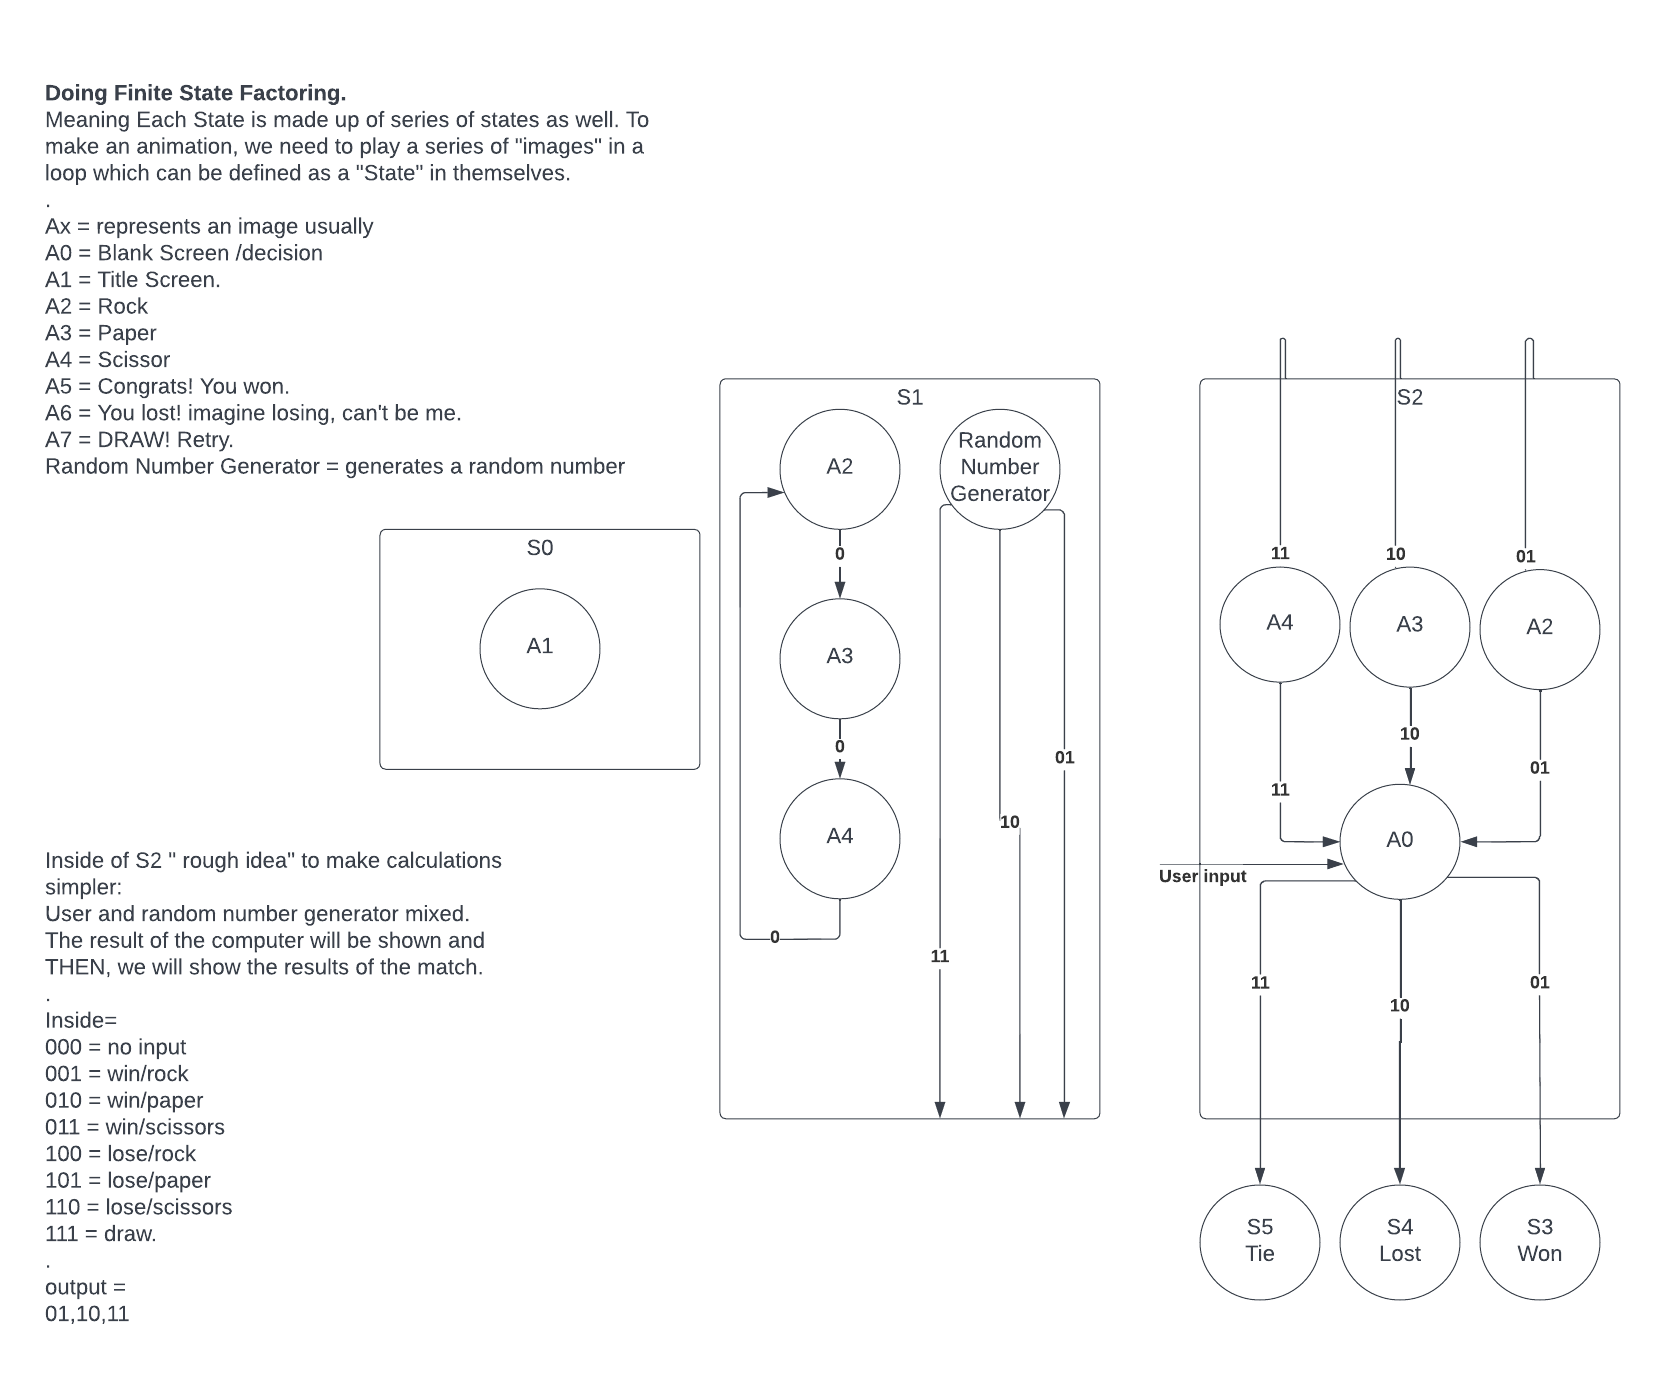 Doing Finite State Factoring.
Meaning Each State is made up of series of states as well. To
make an animation, we need to play a series of "images" in a
loop which can be defined as a "State" in themselves.
.
Ax = represents an image usually
A0 = Blank Screen /decision
A1 = Title Screen.
A2 = Rock
A3 = Paper
A4 = Scissor
A5 = Congrats! You won.
A6 = You lost! imagine losing, can't be me.
A7 = DRAW! Retry.
Random Number Generator = generates a random number
S0
A1
Inside of S2 " rough idea" to make calculations
simpler:
User and random number generator mixed.
The result of the computer will be shown and
THEN, we will show the results of the match.
.
Inside=
000 = no input
001 = win/rock
010 = win/paper
011 = win/scissors
100 = lose/rock
101 = lose/paper
110 = lose/scissors
111 = draw.
.
output =
01,10,11
S1
A2
0
A3
0
A4
0
Random
Number
Generator
01
10
11
S2
11
10
01
A4
A3
A2
10
01
11
A0
User input
11
10
01
S5
Tie
S4
Lost
S3
Won